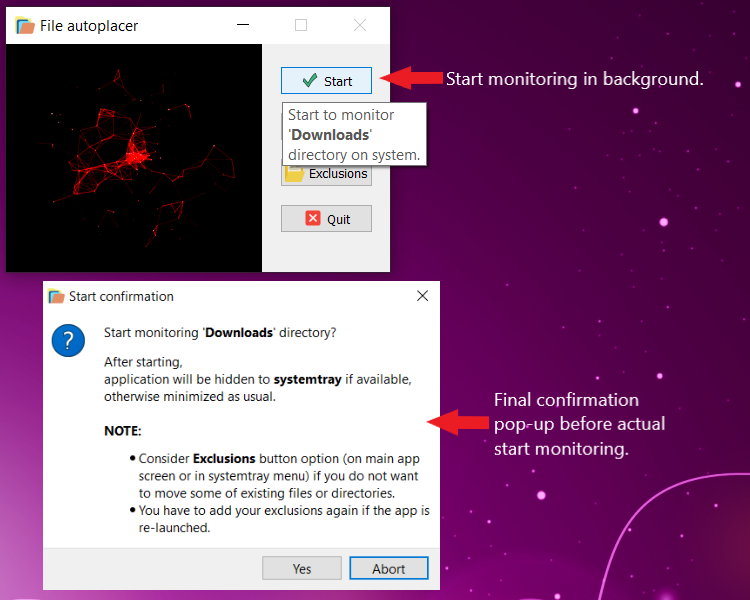 File autoplacer
Start
Start monitoring in background.
Start to monitor
'Downloads'
directory on system.
Exclusions
Quit
Start confirmation
Start monitoring 'Downloads' directory?
After starting,
application will be hidden to systemtray if available,
otherwise minimized as usual.
NOTE:
• Consider Exclusions button option (on main app
screen or in systemtray menu) if you do not want
to move some of existing files or directories.
• You have to add your exclusions again if the app is
re-launched.
Final confirmation
pop-up before actual
start monitoring.
Yes
Abort